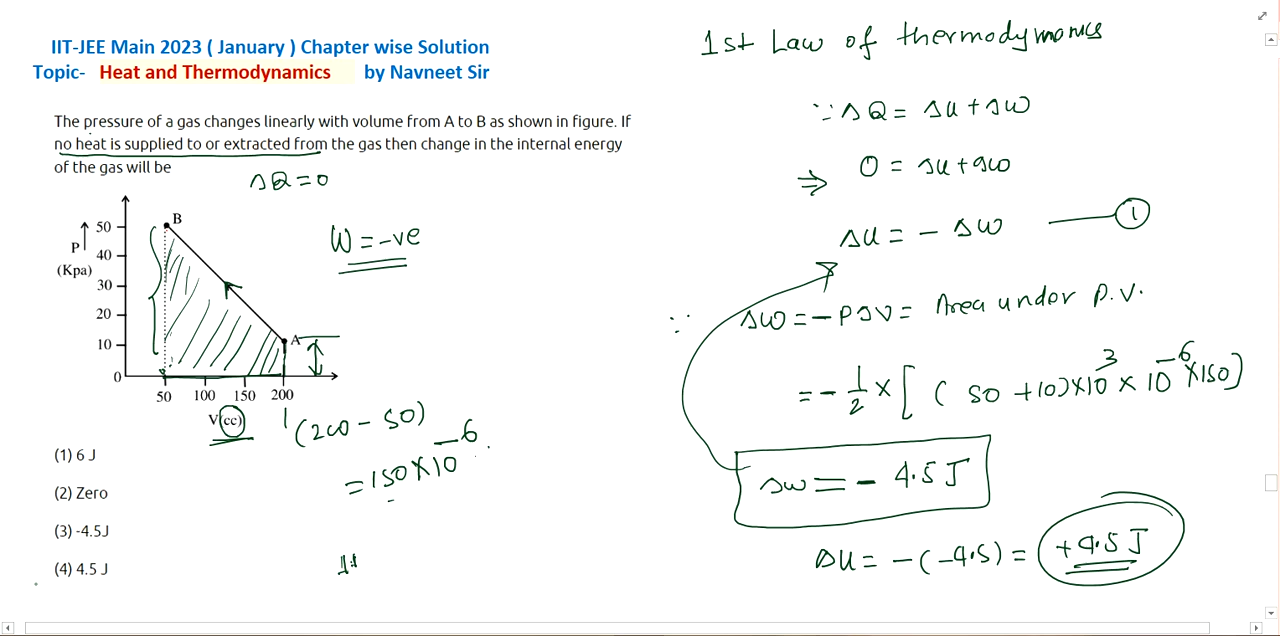 IIT-JEE Main 2023 ( January ) Chapter wise Solution
Topic- Heat and Thermodynamics by Navneet Sir
The pressure of a gas changes linearly with volume from A to B as shown in figure. If
no heat is supplied to or extracted from the gas then change in the internal energy
of the gas will be
ΔQ = 0
B
P
(Kpa)
50
40
30
20
10
0
A
50 100 150 200
V(cc)
W = -ve
(200 - 50)
= 150 × 10^-6
(1) 6 J
(2) Zero
(3) -4.5J
(4) 4.5 J
1st Law of thermodymonics
∵ ΔQ = Δu + Δw
⇒ 0 = Δu + Δw
Δu = - Δw ——— ①
∵ Δw = - PΔV = Area under P.V.
= - 1/2 × [ ( 50 + 10) × 10^3 × 10^-6 × 150]
Δw = - 4.5 J
Δu = - (-4.5) = +4.5 J